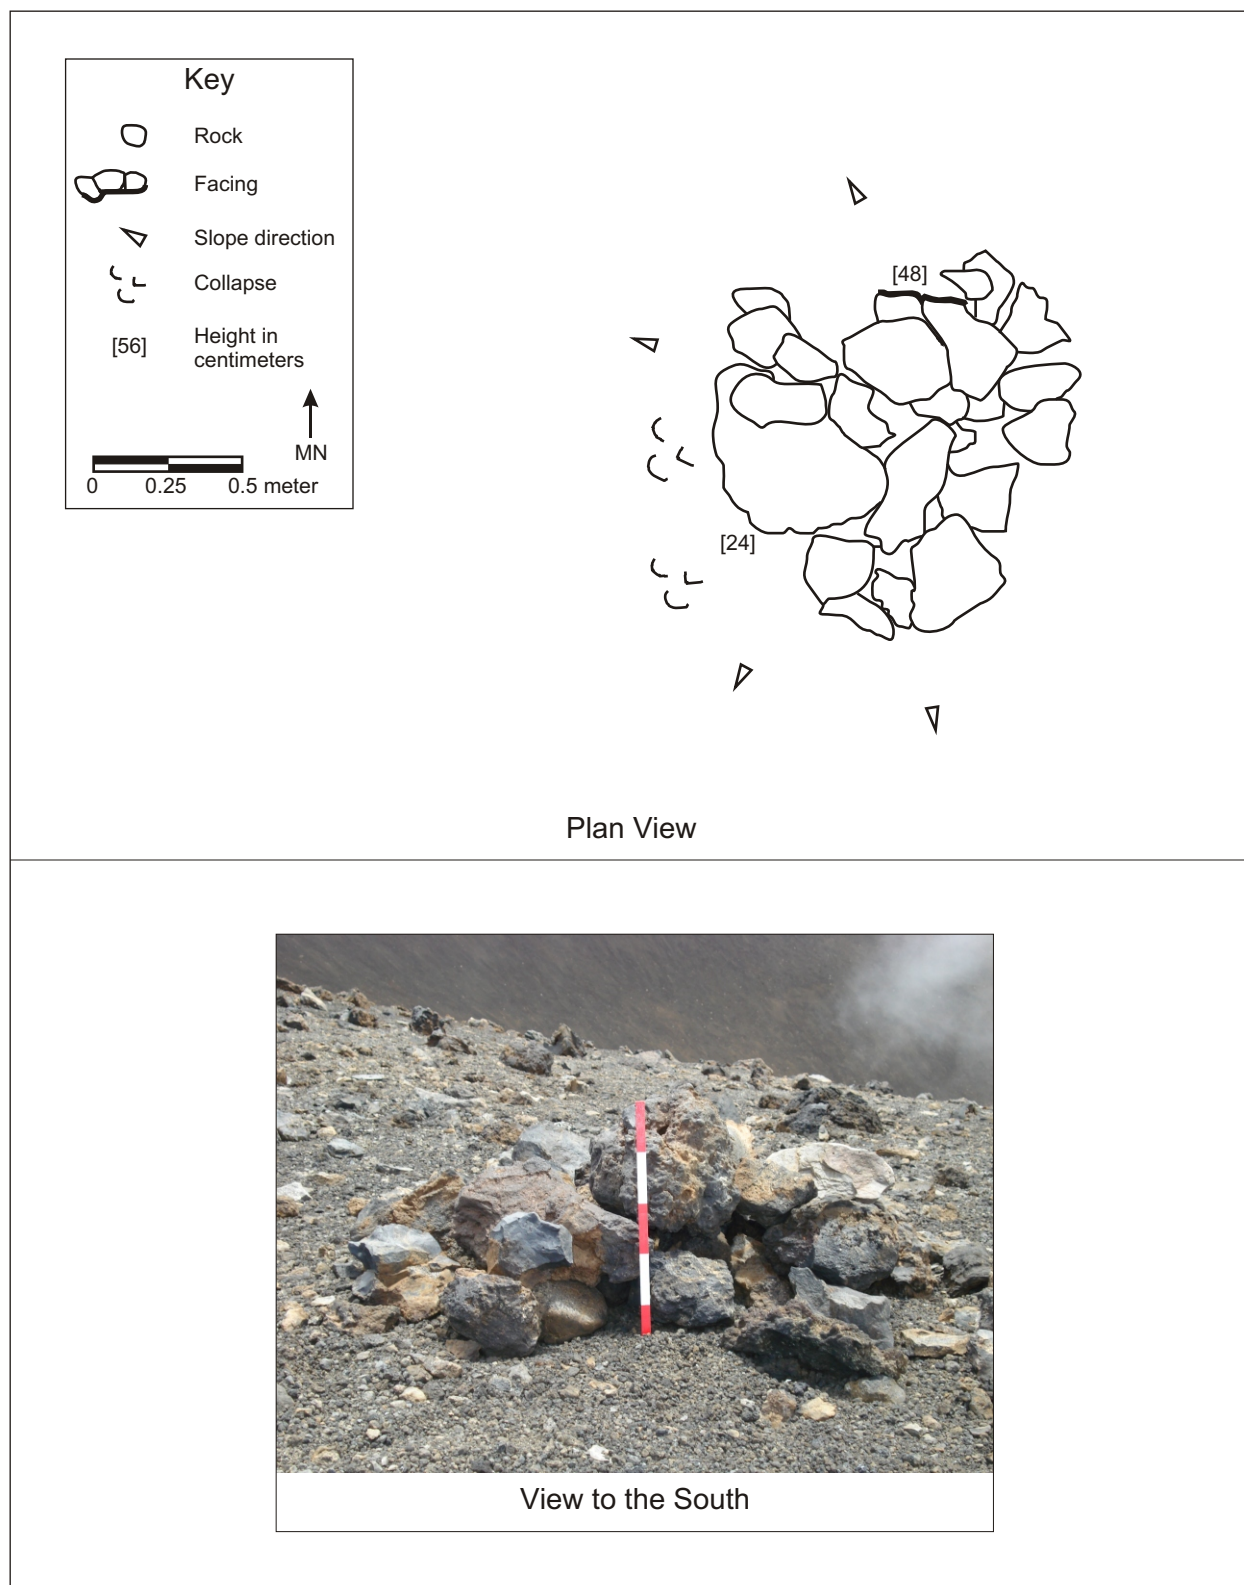 Key
Rock
Facing
Slope direction
Collapse
[56]
Height in
centimeters
MN
0 0.25 0.5 meter
[48]
[24]
Plan View
View to the South